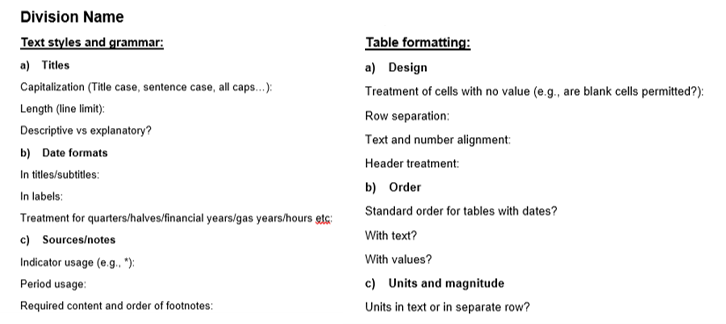 Division Name
Text styles and grammar:
a) Titles
Capitalization (Title case, sentence case, all caps...):
Length (line limit):
Descriptive vs explanatory?
b) Date formats
In titles/subtitles:
In labels:
Treatment for quarters/halves/financial years/gas years/hours etc:
c) Sources/notes
Indicator usage (e.g., *):
Period usage:
Required content and order of footnotes:
Table formatting:
a) Design
Treatment of cells with no value (e.g., are blank cells permitted?):
Row separation:
Text and number alignment:
Header treatment:
b) Order
Standard order for tables with dates?
With text?
With values?
c) Units and magnitude
Units in text or in separate row?